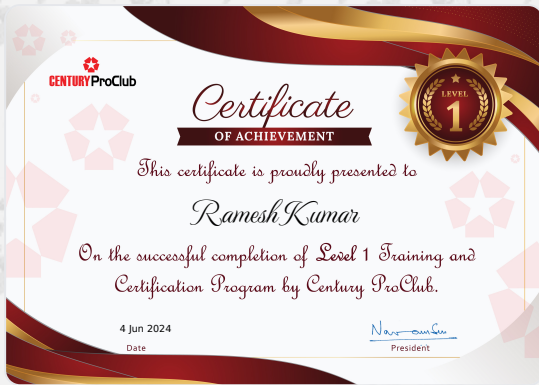 CENTURY ProClub
LEVEL
1
Certificate
OF ACHIEVEMENT
This certificate is proudly presented to
Ramesh Kumar
On the successful completion of Level 1 Training and
Certification Program by Century ProClub.
4 Jun 2024
Date
President